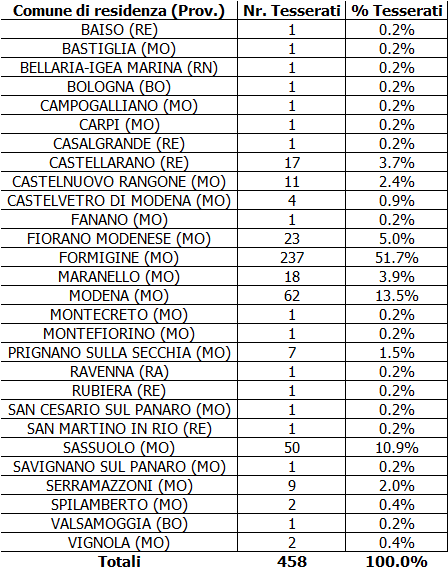 Comune di residenza (Prov.) Nr. Tesserati % Tesserati
BAISO (RE) 1 0.2%
BASTIGLIA (MO) 1 0.2%
BELLARIA-IGEA MARINA (RN) 1 0.2%
BOLOGNA (BO) 1 0.2%
CAMPOGALLIANO (MO) 1 0.2%
CARPI (MO) 1 0.2%
CASALGRANDE (RE) 1 0.2%
CASTELLARANO (RE) 17 3.7%
CASTELNUOVO RANGONE (MO) 11 2.4%
CASTELVETRO DI MODENA (MO) 4 0.9%
FANANO (MO) 1 0.2%
FIORANO MODENESE (MO) 23 5.0%
FORMIGINE (MO) 237 51.7%
MARANELLO (MO) 18 3.9%
MODENA (MO) 62 13.5%
MONTECRETO (MO) 1 0.2%
MONTEFIORINO (MO) 1 0.2%
PRIGNANO SULLA SECCHIA (MO) 7 1.5%
RAVENNA (RA) 1 0.2%
RUBIERA (RE) 1 0.2%
SAN CESARIO SUL PANARO (MO) 1 0.2%
SAN MARTINO IN RIO (RE) 1 0.2%
SASSUOLO (MO) 50 10.9%
SAVIGNANO SUL PANARO (MO) 1 0.2%
SERRAMAZZONI (MO) 9 2.0%
SPILAMBERTO (MO) 2 0.4%
VALSAMOGGIA (BO) 1 0.2%
VIGNOLA (MO) 2 0.4%
Totali 458 100.0%